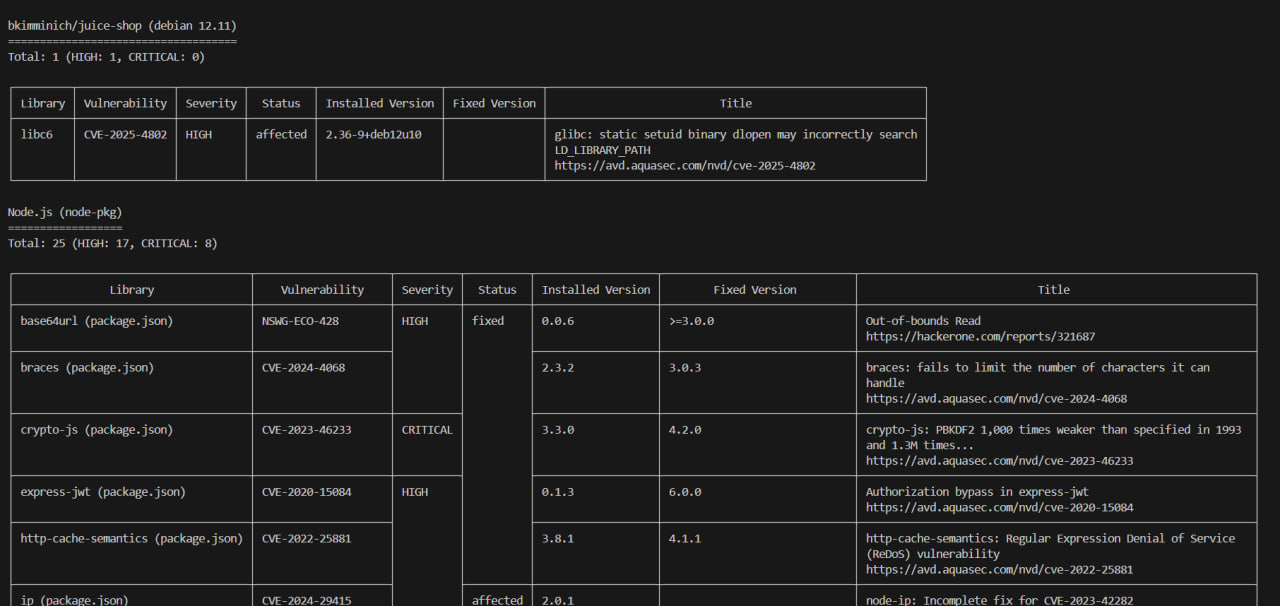 bkimminich/juice-shop (debian 12.11)
====================================
Total: 1 (HIGH: 1, CRITICAL: 0)
Library Vulnerability Severity Status Installed Version Fixed Version Title
libc6 CVE-2025-4802 HIGH affected 2.36-9+deb12u10 glibc: static setuid binary dlopen may incorrectly search
LD_LIBRARY_PATH
https://avd.aquasec.com/nvd/cve-2025-4802
Node.js (node-pkg)
==================
Total: 25 (HIGH: 17, CRITICAL: 8)
Library Vulnerability Severity Status Installed Version Fixed Version Title
base64url (package.json) NSWG-ECO-428 HIGH fixed 0.0.6 >=3.0.0 Out-of-bounds Read
https://hackerone.com/reports/321687
braces (package.json) CVE-2024-4068 2.3.2 3.0.3 braces: fails to limit the number of characters it can
handle
https://avd.aquasec.com/nvd/cve-2024-4068
crypto-js (package.json) CVE-2023-46233 CRITICAL 3.3.0 4.2.0 crypto-js: PBKDF2 1,000 times weaker than specified in 1993
and 1.3M times...
https://avd.aquasec.com/nvd/cve-2023-46233
express-jwt (package.json) CVE-2020-15084 HIGH 0.1.3 6.0.0 Authorization bypass in express-jwt
https://avd.aquasec.com/nvd/cve-2020-15084
http-cache-semantics (package.json) CVE-2022-25881 3.8.1 4.1.1 http-cache-semantics: Regular Expression Denial of Service
(ReDoS) vulnerability
https://avd.aquasec.com/nvd/cve-2022-25881
ip (package.json) CVE-2024-29415 affected 2.0.1 node-ip: Incomplete fix for CVE-2023-42282